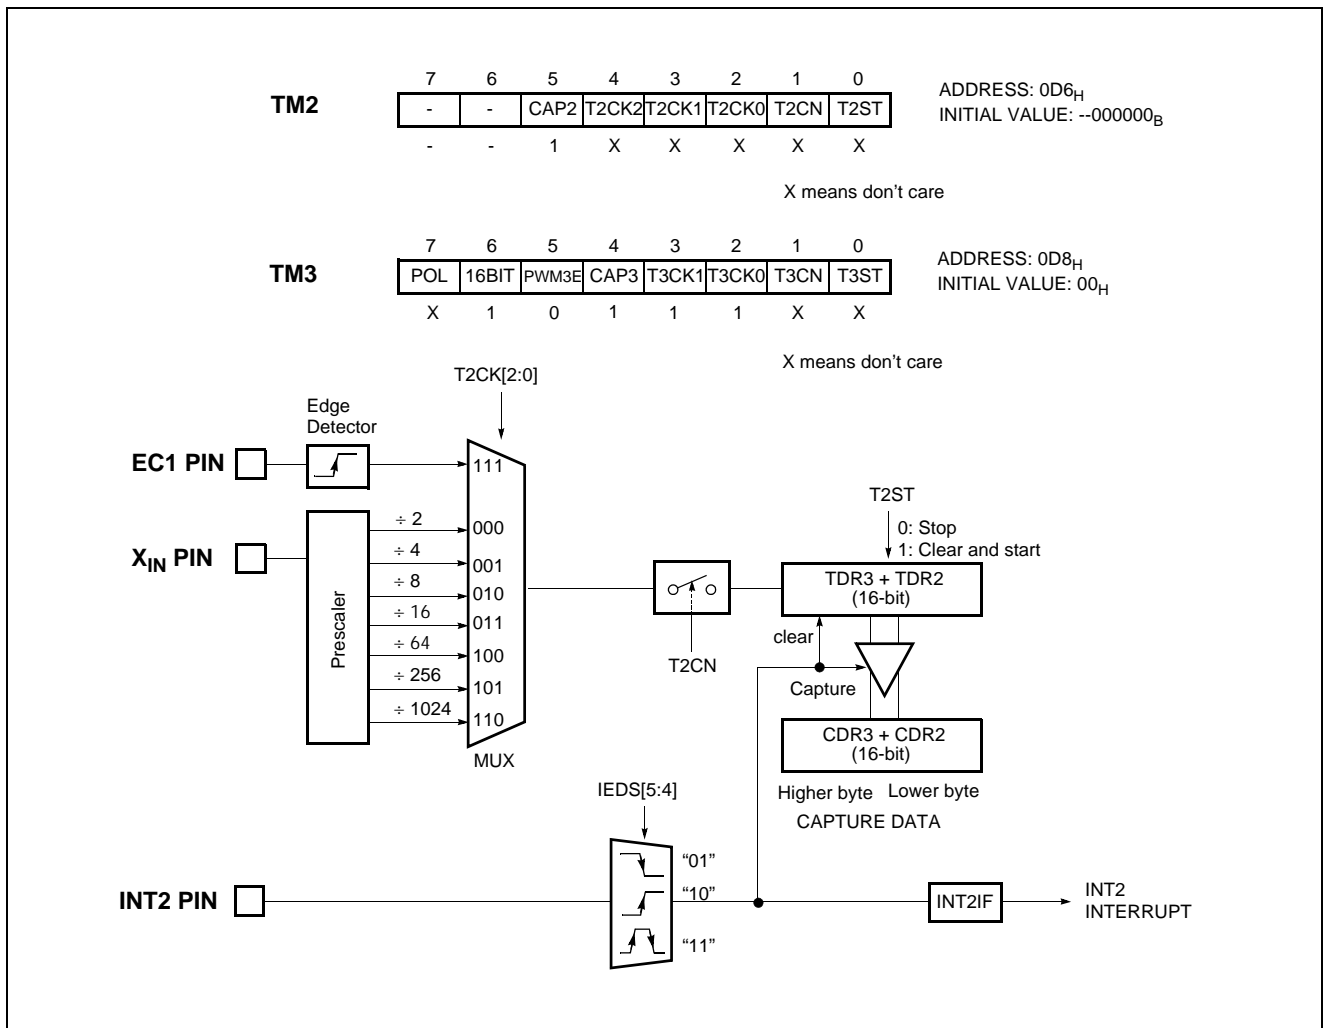 7 6 5 4 3 2 1 0
TM2 - - CAP2 T2CK2 T2CK1 T2CK0 T2CN T2ST
ADDRESS: 0D6H
INITIAL VALUE: --000000B
- - 1 X X X X X
X means don't care
7 6 5 4 3 2 1 0
TM3 POL 16BIT PWM3E CAP3 T3CK1 T3CK0 T3CN T3ST
ADDRESS: 0D8H
INITIAL VALUE: 00H
X 1 0 1 1 1 X X
X means don't care
T2CK[2:0]
Edge
Detector
EC1 PIN
111
XIN PIN
Prescaler
÷ 2
000
÷ 4
001
÷ 8
010
÷ 16
011
÷ 64
100
÷ 256
101
÷ 1024
110
MUX
T2CN
T2ST
0: Stop
1: Clear and start
TDR3 + TDR2
(16-bit)
clear
Capture
CDR3 + CDR2
(16-bit)
Higher byte Lower byte
CAPTURE DATA
IEDS[5:4]
INT2 PIN
“01”
“10”
“11”
INT2IF
INT2
INTERRUPT